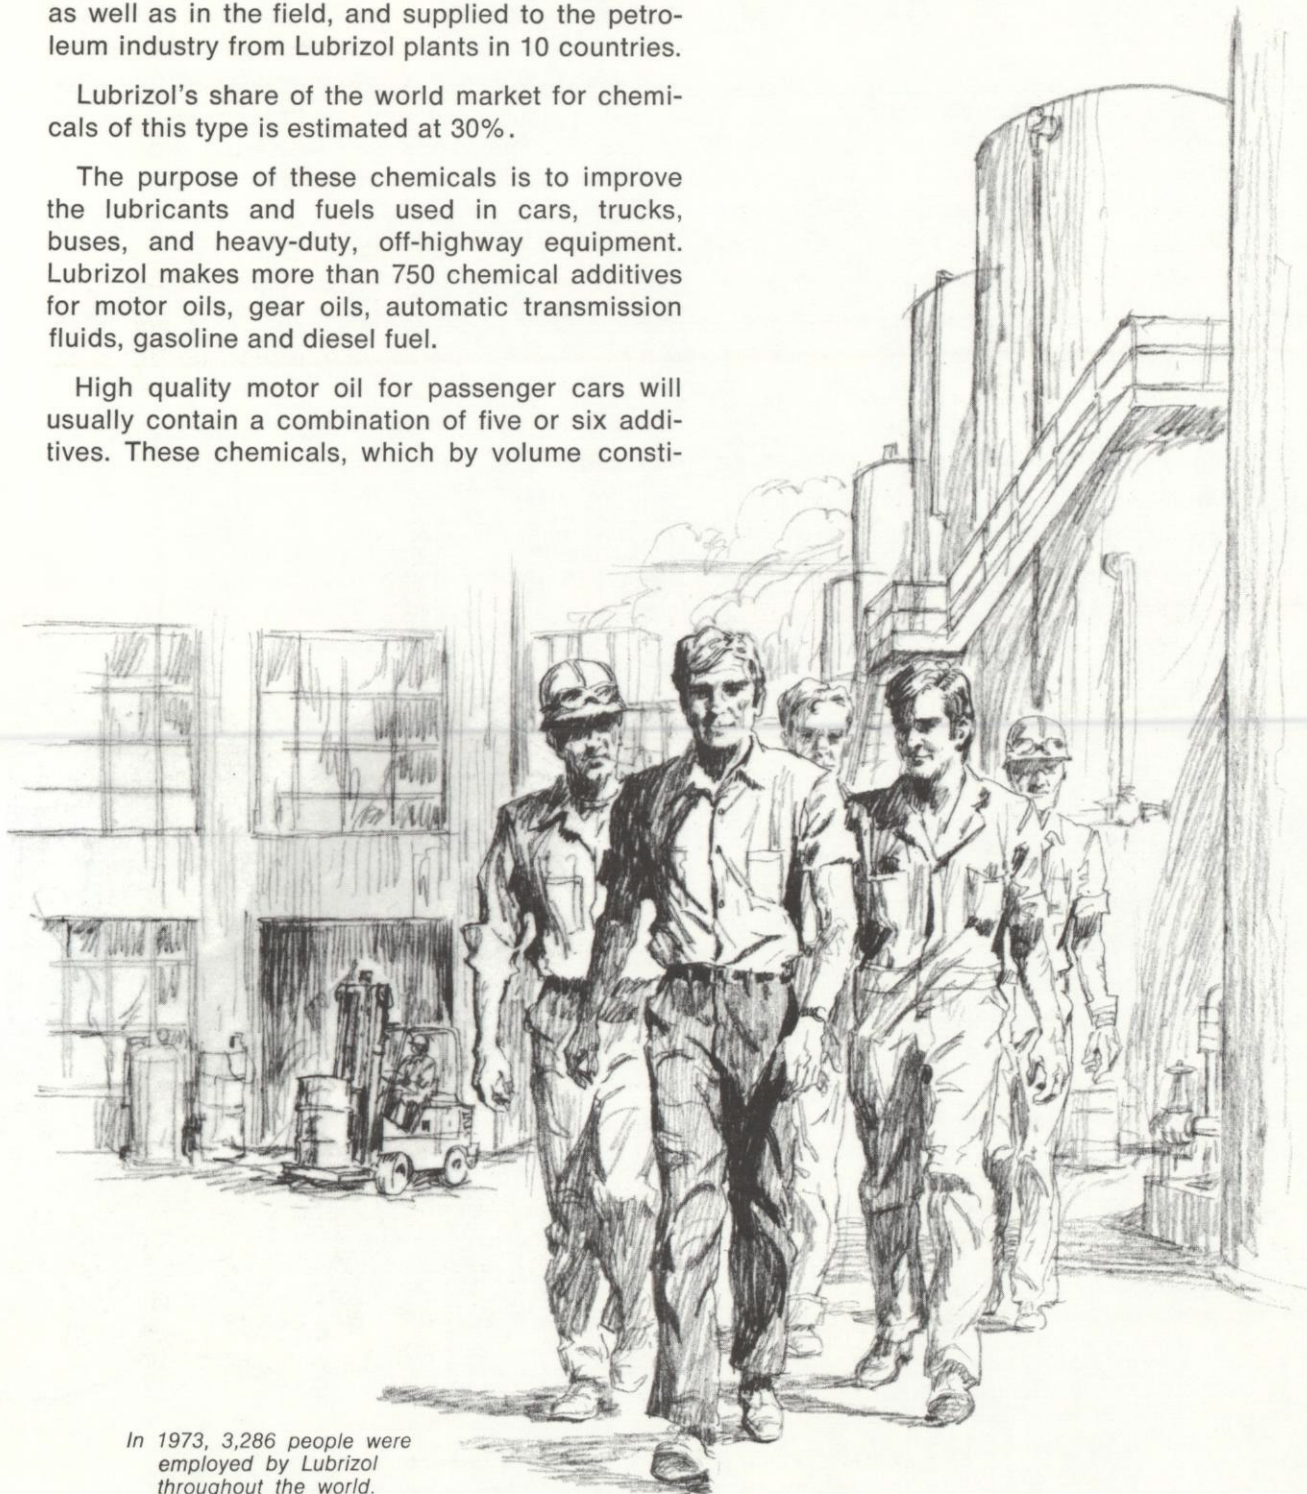 as well as in the field, and supplied to the petro-
leum industry from Lubrizol plants in 10 countries.
Lubrizol's share of the world market for chemi-
cals of this type is estimated at 30%.
The purpose of these chemicals is to improve
the lubricants and fuels used in cars, trucks,
buses, and heavy-duty, off-highway equipment.
Lubrizol makes more than 750 chemical additives
for motor oils, gear oils, automatic transmission
fluids, gasoline and diesel fuel.
High quality motor oil for passenger cars will
usually contain a combination of five or six addi-
tives. These chemicals, which by volume consti-
In 1973, 3,286 people were
employed by Lubrizol
throughout the world.